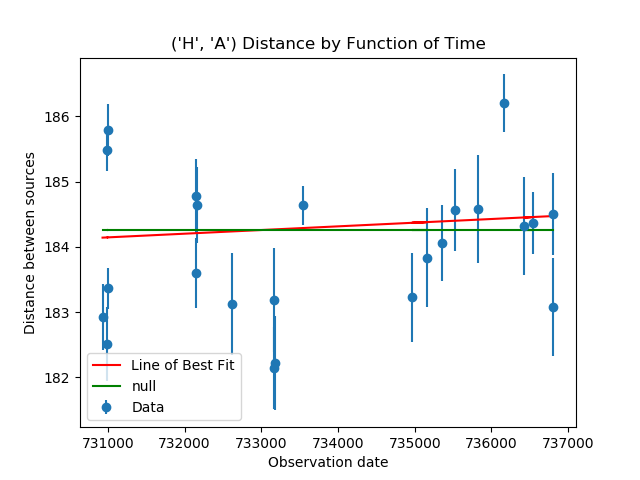 ('H', 'A') Distance by Function of Time
Distance between sources
186
185
184
183
182
Line of Best Fit
null
Data
731000 732000 733000 734000 735000 736000 737000
Observation date